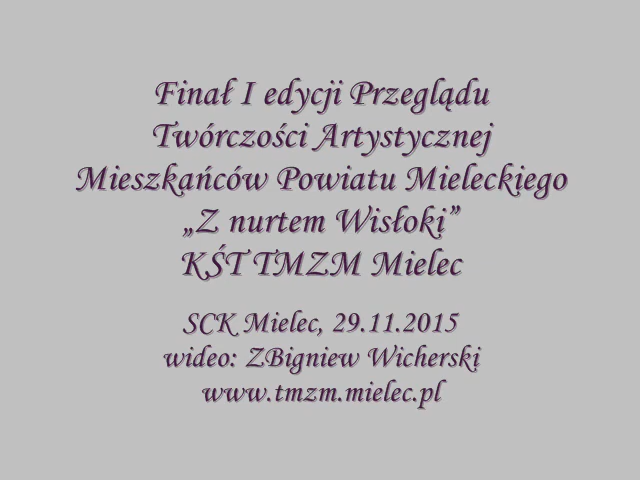 Finał I edycji Przeglądu
Twórczości Artystycznej
Mieszkańców Powiatu Mieleckiego
„Z nurtem Wisłoki”
KŚT TMZM Mielec
SCK Mielec, 29.11.2015
wideo: ZBigniew Wicherski
www.tmzm.mielec.pl